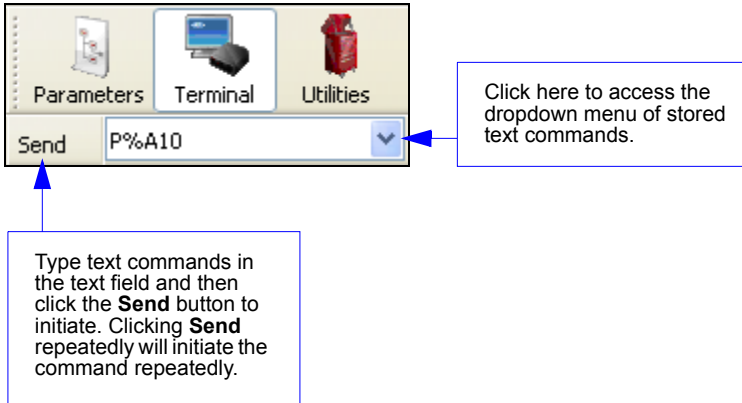 Parameters Terminal Utilities
Send P%A10
Click here to access the
dropdown menu of stored
text commands.
Type text commands in
the text field and then
click the Send button to
initiate. Clicking Send
repeatedly will initiate the
command repeatedly.